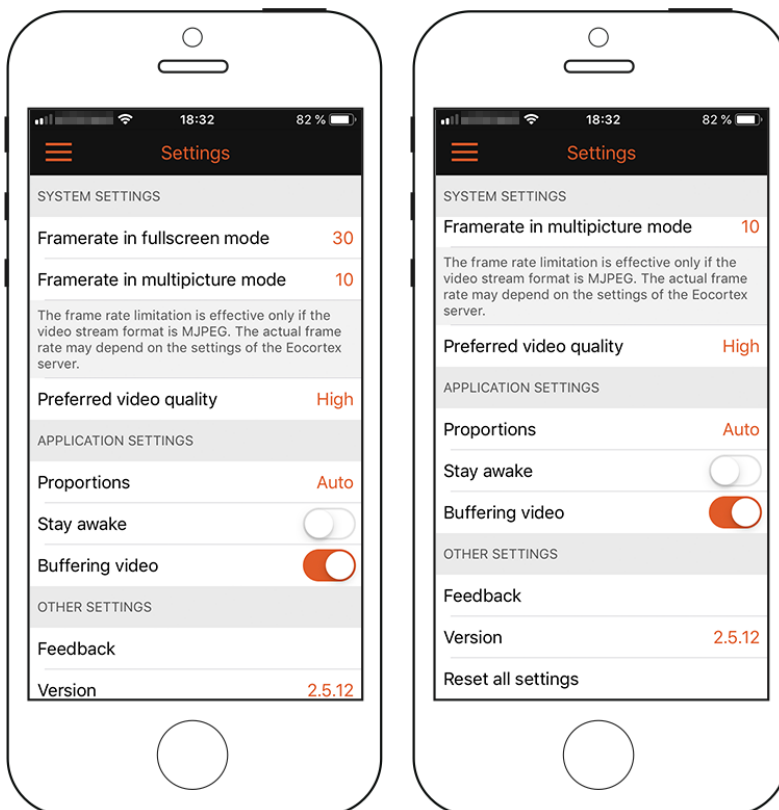 18:32 82 %
Settings
SYSTEM SETTINGS
Framerate in fullscreen mode 30
Framerate in multipicture mode 10
The frame rate limitation is effective only if the
video stream format is MJPEG. The actual frame
rate may depend on the settings of the Eocortex
server.
Preferred video quality High
APPLICATION SETTINGS
Proportions Auto
Stay awake
Buffering video
OTHER SETTINGS
Feedback
Version 2.5.12
18:32 82 %
Settings
SYSTEM SETTINGS
Framerate in multipicture mode 10
The frame rate limitation is effective only if the
video stream format is MJPEG. The actual frame
rate may depend on the settings of the Eocortex
server.
Preferred video quality High
APPLICATION SETTINGS
Proportions Auto
Stay awake
Buffering video
OTHER SETTINGS
Feedback
Version 2.5.12
Reset all settings